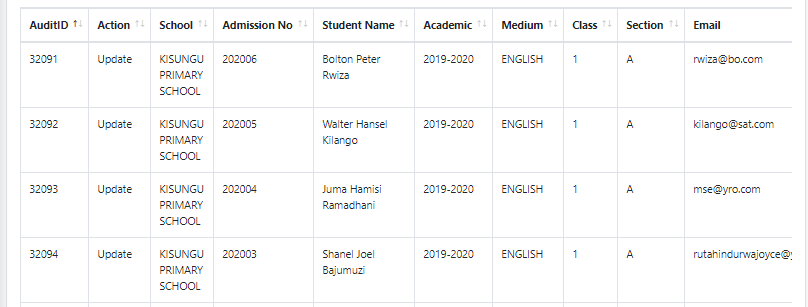 AuditID Action School Admission No Student Name Academic Medium Class Section Email
32091 Update KISUNGU 202006 Bolton Peter 2019-2020 ENGLISH 1 A rwiza@bo.com
PRIMARY Rwiza
SCHOOL
32092 Update KISUNGU 202005 Walter Hansel 2019-2020 ENGLISH 1 A kilango@sat.com
PRIMARY Kilango
SCHOOL
32093 Update KISUNGU 202004 Juma Hamisi 2019-2020 ENGLISH 1 A mse@yro.com
PRIMARY Ramadhani
SCHOOL
32094 Update KISUNGU 202003 Shanel Joel 2019-2020 ENGLISH 1 A rutahindurwajoyce@
PRIMARY Bajumuzi
SCHOOL